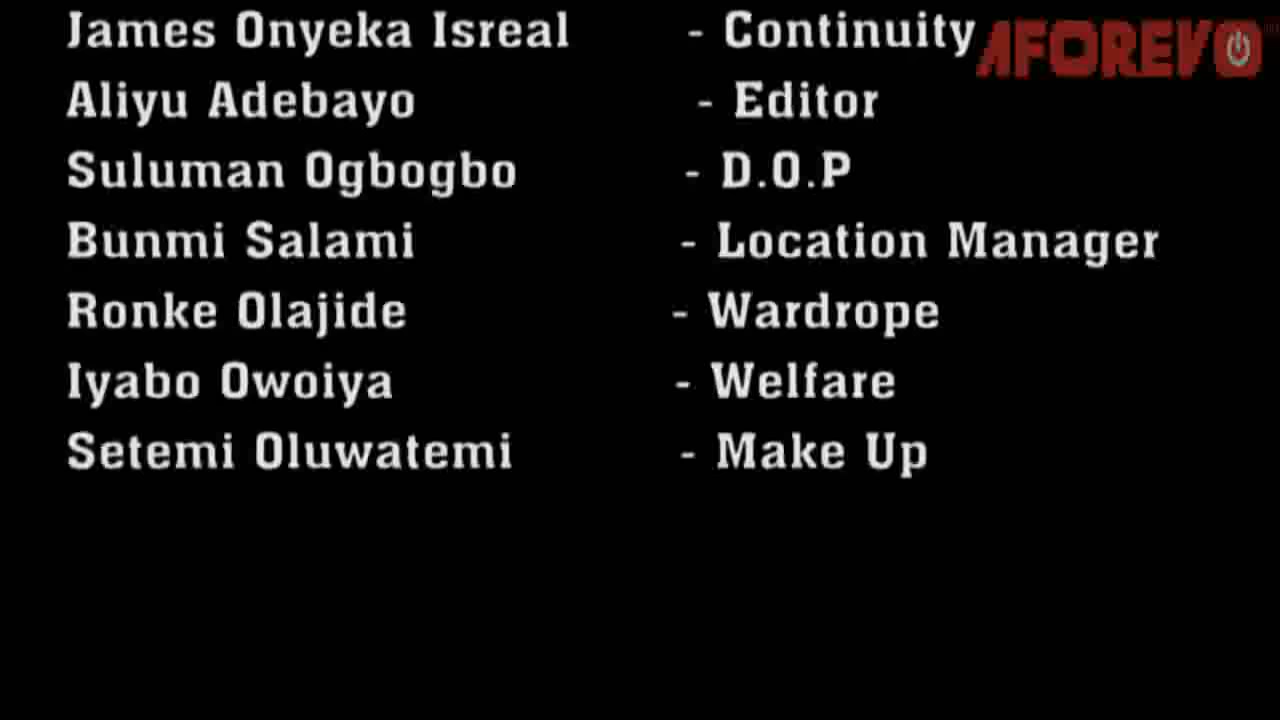 James Onyeka Isreal - Continuity
AFOREVO
Aliyu Adebayo - Editor
Suluman Ogbogbo - D.O.P
Bunmi Salami - Location Manager
Ronke Olajide - Wardrope
Iyabo Owoiya - Welfare
Setemi Oluwatemi - Make Up